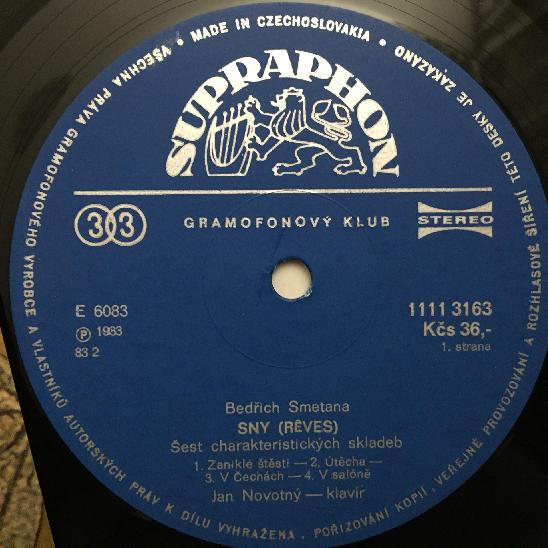 • MADE IN CZECHOSLOVAKIA •
VŠECHNA PRÁVA GRAMOFONOVÉHO VÝROBCE A VLASTNÍKŮ AUTORSKÝCH PRÁV K DÍLU VYHRAŽENA. POŘIZOVÁNÍ KOPIÍ, VEŘEJNÉ PROVOZOVÁNÍ A ROZHLASOVÉ ŠÍŘENÍ TÉTO DESKY JE ZAKÁZÁNO
SUPRAPHON
33 GRAMOFONOVÝ KLUB STEREO
E 6083 1111 3163
Ⓟ 1983 Kčs 36,-
83 2 1. strana
Bedřich Smetana
SNY (RÊVES)
Šest charakteristických skladeb
1. Zaniklé štěstí — 2. Útěcha —
3. V Čechách — 4. V salóně
Jan Novotný — klavír